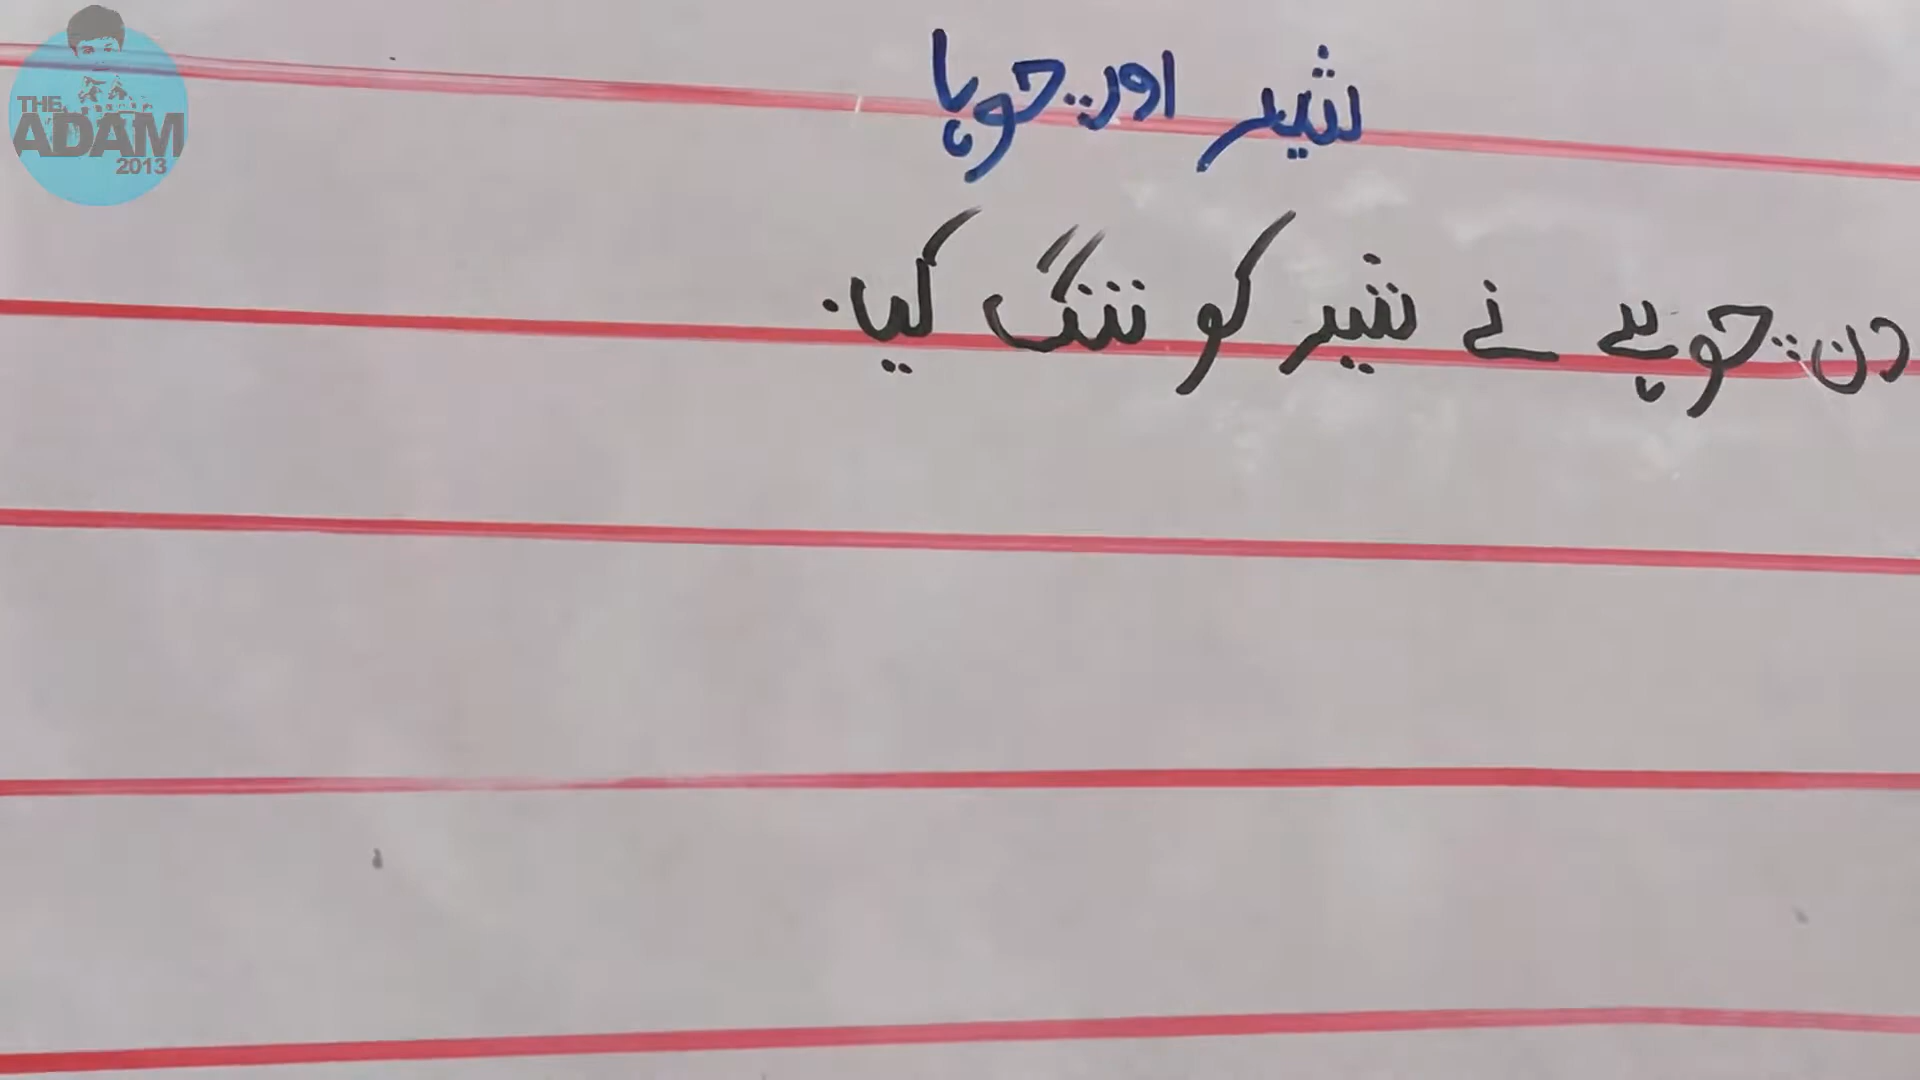 THE
ADAM
2013
شیر اور چوہا
دن چوہے نے شیر کو تنگ کیا.